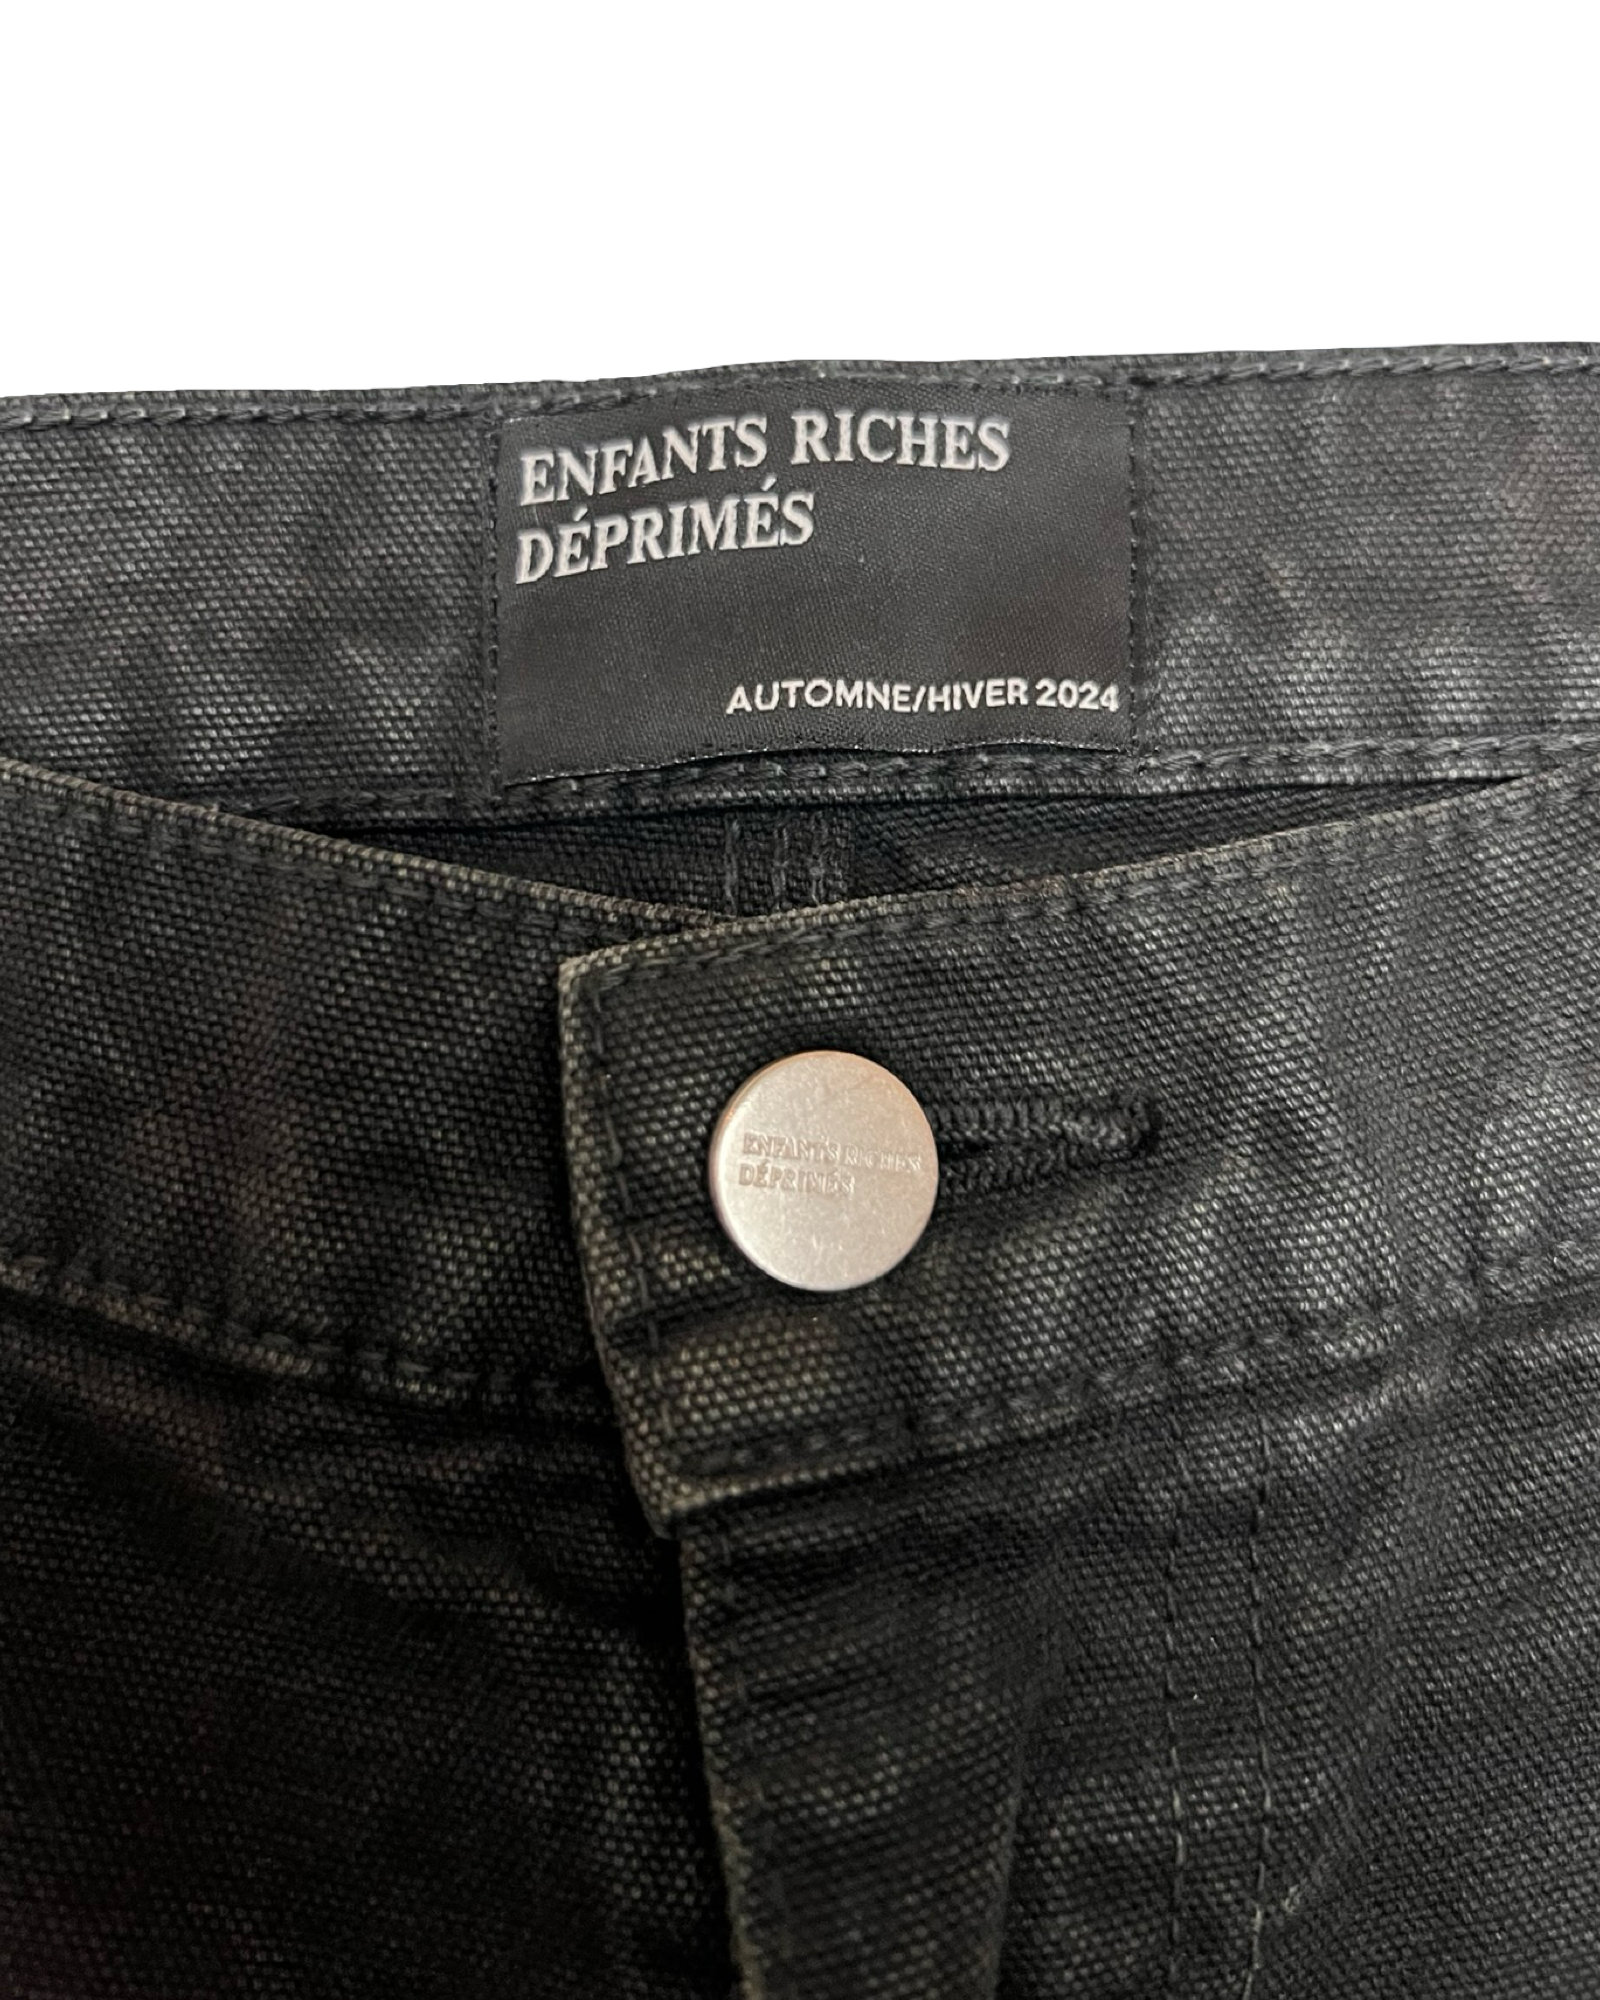 ENFANTS RICHES
DÉPRIMÉS
AUTOMNE/HIVER 2024
ENFANTS RICHES
DÉPRIMÉS